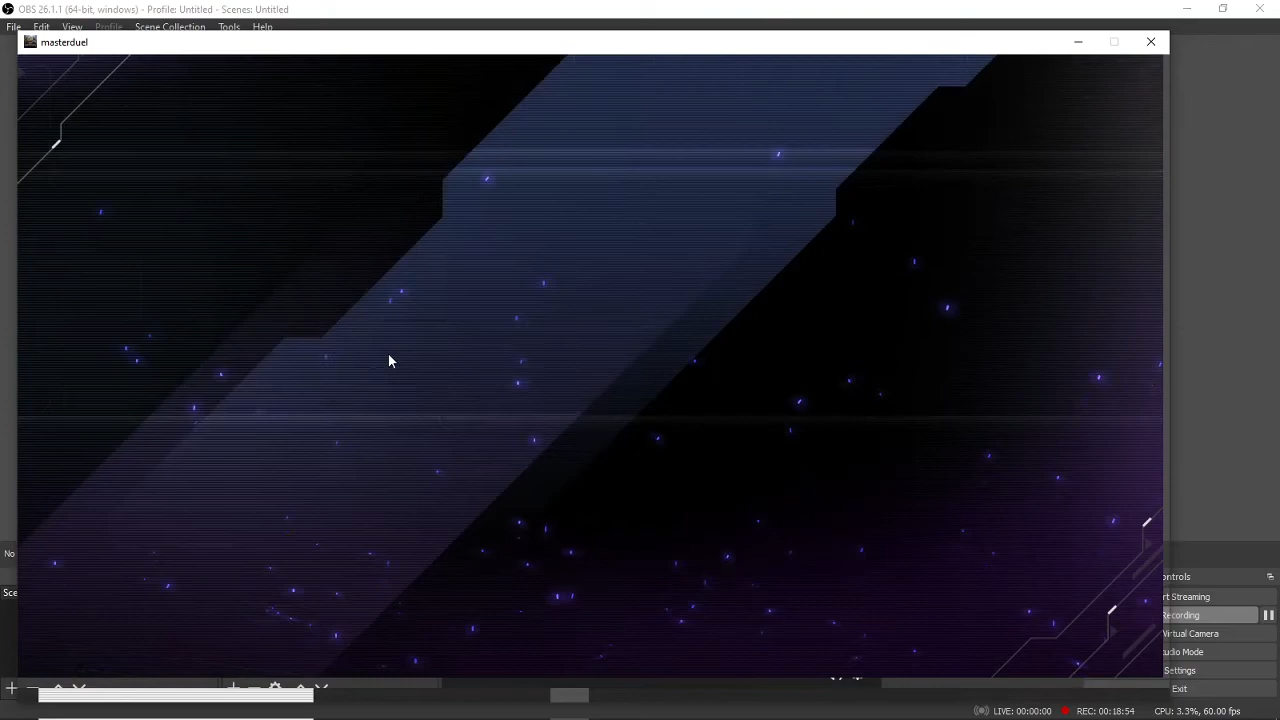 OBS 26.1.1 (64-bit, windows) - Profile: Untitled - Scenes: Untitled
File Edit View Profile Scene Collection Tools Help
masterduel
No
ontrols
Sce
rt Streaming
Recording
Virtual Camera
udio Mode
Settings
Exit
LIVE: 00:00:00 REC: 00:18:54 CPU: 3.3%, 60.00 fps